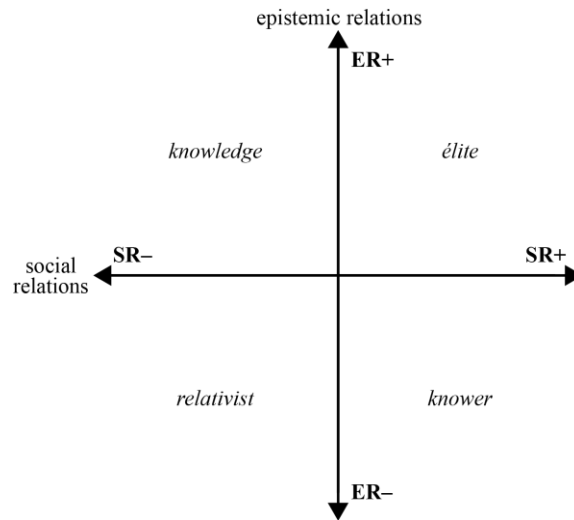 epistemic relations
ER+
knowledge
élite
SR–
SR+
social
relations
relativist
knower
ER–